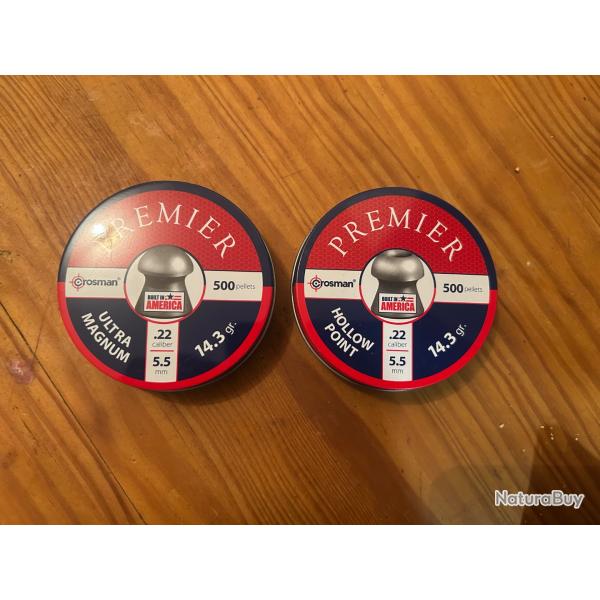 PREMIER
Crosman®
500 pellets
BUILT IN
AMERICA
ULTRA
MAGNUM
.22
caliber
5.5
mm
14.3 gr.
PREMIER
Crosman®
500 pellets
BUILT IN
AMERICA
HOLLOW
POINT
.22
caliber
5.5
mm
14.3 gr.
NaturaBuy